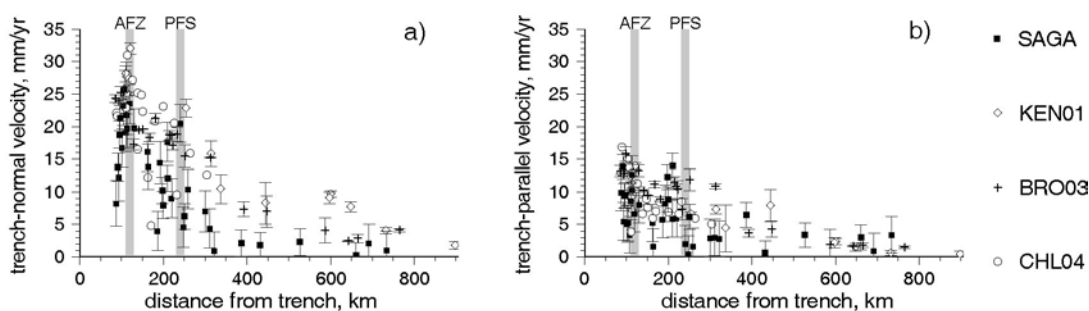 AFZ PFS
a)
trench-normal velocity, mm/yr
35
30
25
20
15
10
5
0
0 200 400 600 800
distance from trench, km
AFZ PFS
b)
trench-parallel velocity, mm/yr
35
30
25
20
15
10
5
0
0 200 400 600 800
distance from trench, km
SAGA
KEN01
BRO03
CHL04